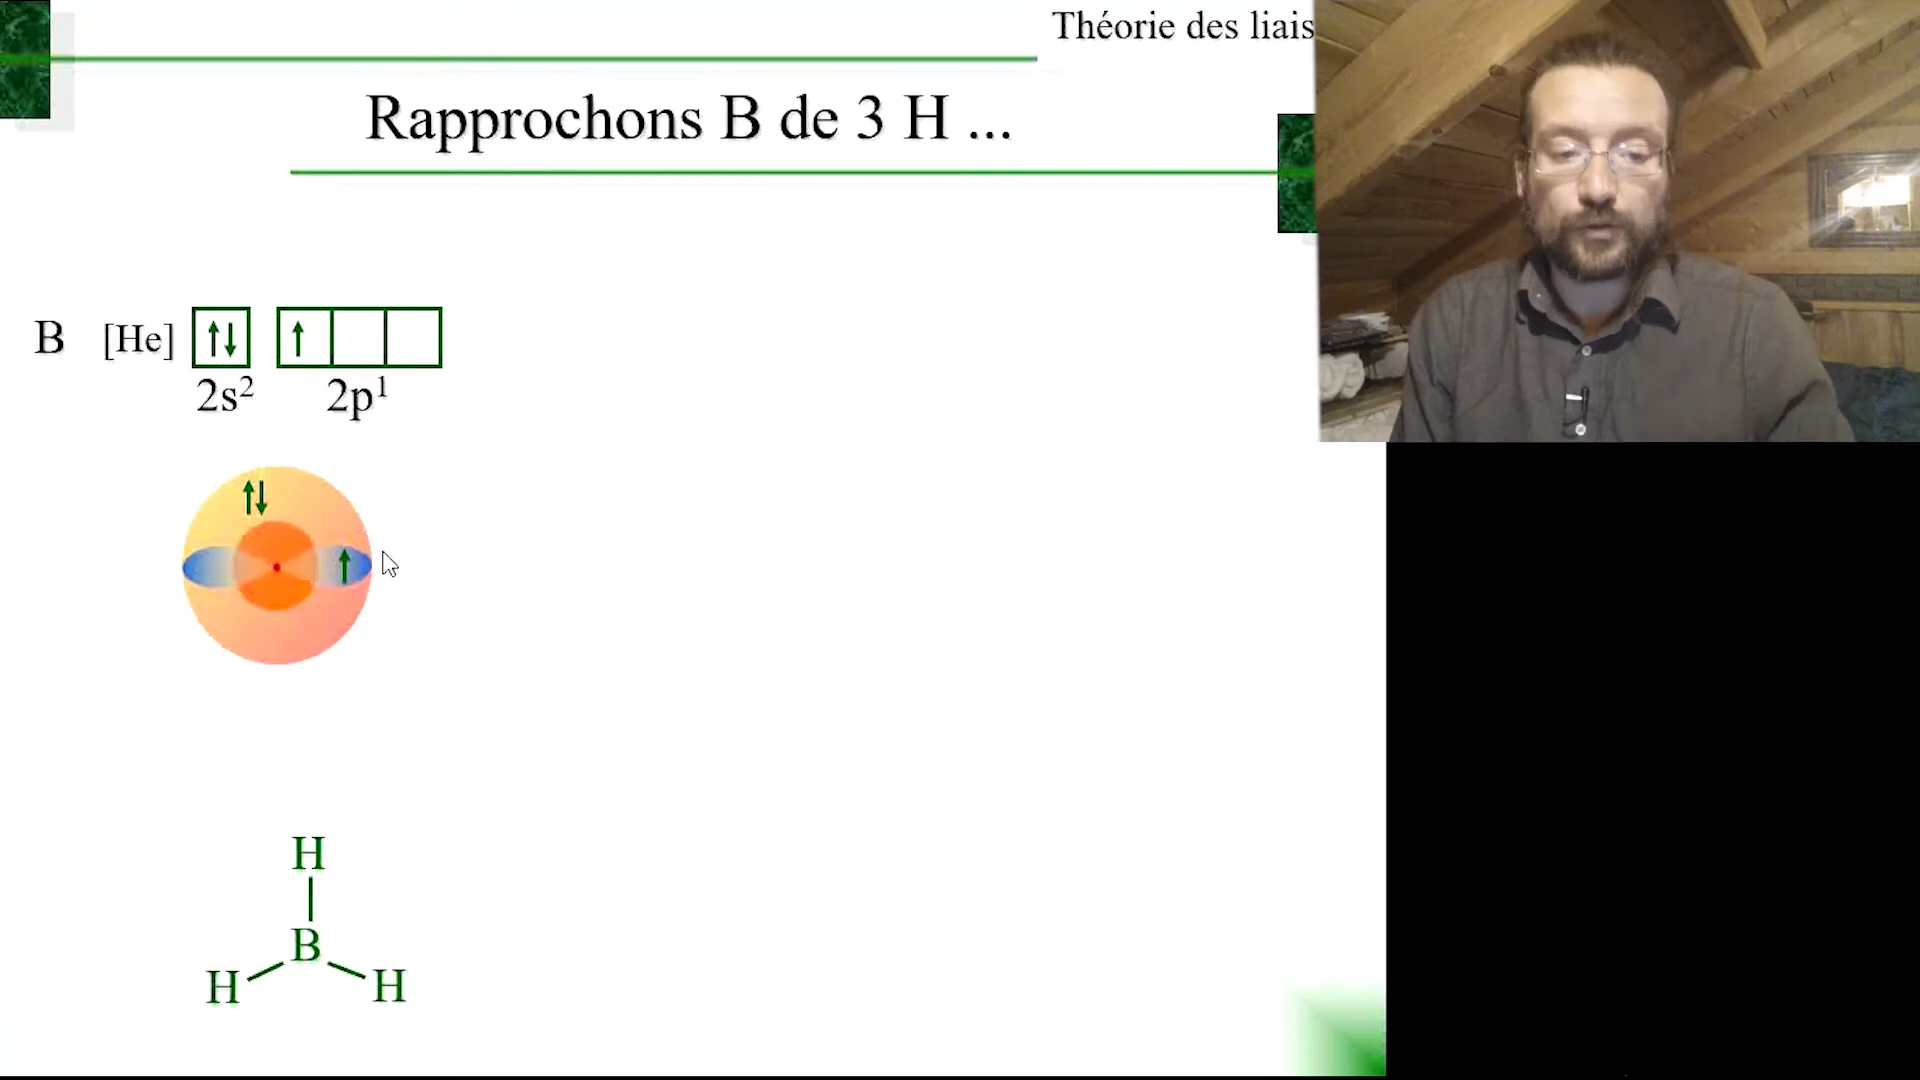 Théorie des liais
Rapprochons B de 3 H ...
B [He] ↑↓ ↑
2s² 2p¹
↑↓
↑
H
B
H H